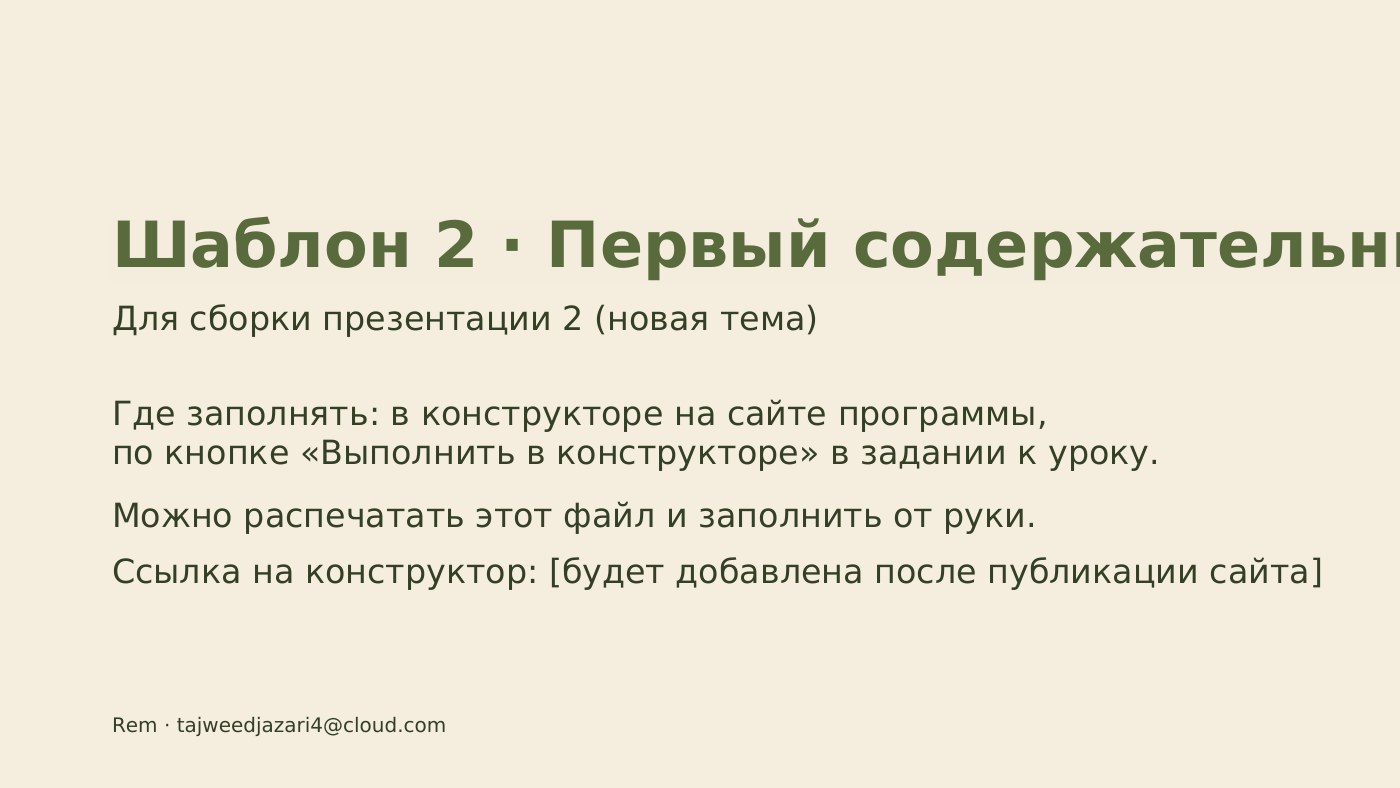 Шаблон 2 · Первый
Для сборки презентации 2 (новая тема)
Где заполнять: в конструкторе на сайте программы,
по кнопке «Выполнить в конструкторе» в задании к уроку.
Можно распечатать этот файл и заполнить от руки.
Ссылка на конструктор: [будет добавлена после публикации сайта]
Rem · tajweedjazari4@cloud.com